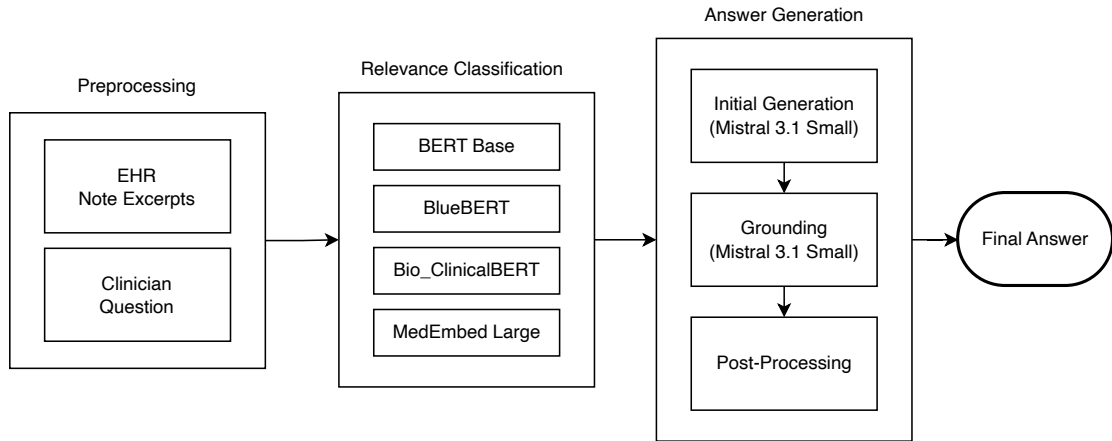 Preprocessing
EHR
Note Excerpts
Clinician
Question
Relevance Classification
BERT Base
BlueBERT
Bio_ClinicalBERT
MedEmbed Large
Answer Generation
Initial Generation
(Mistral 3.1 Small)
Grounding
(Mistral 3.1 Small)
Post-Processing
Final Answer